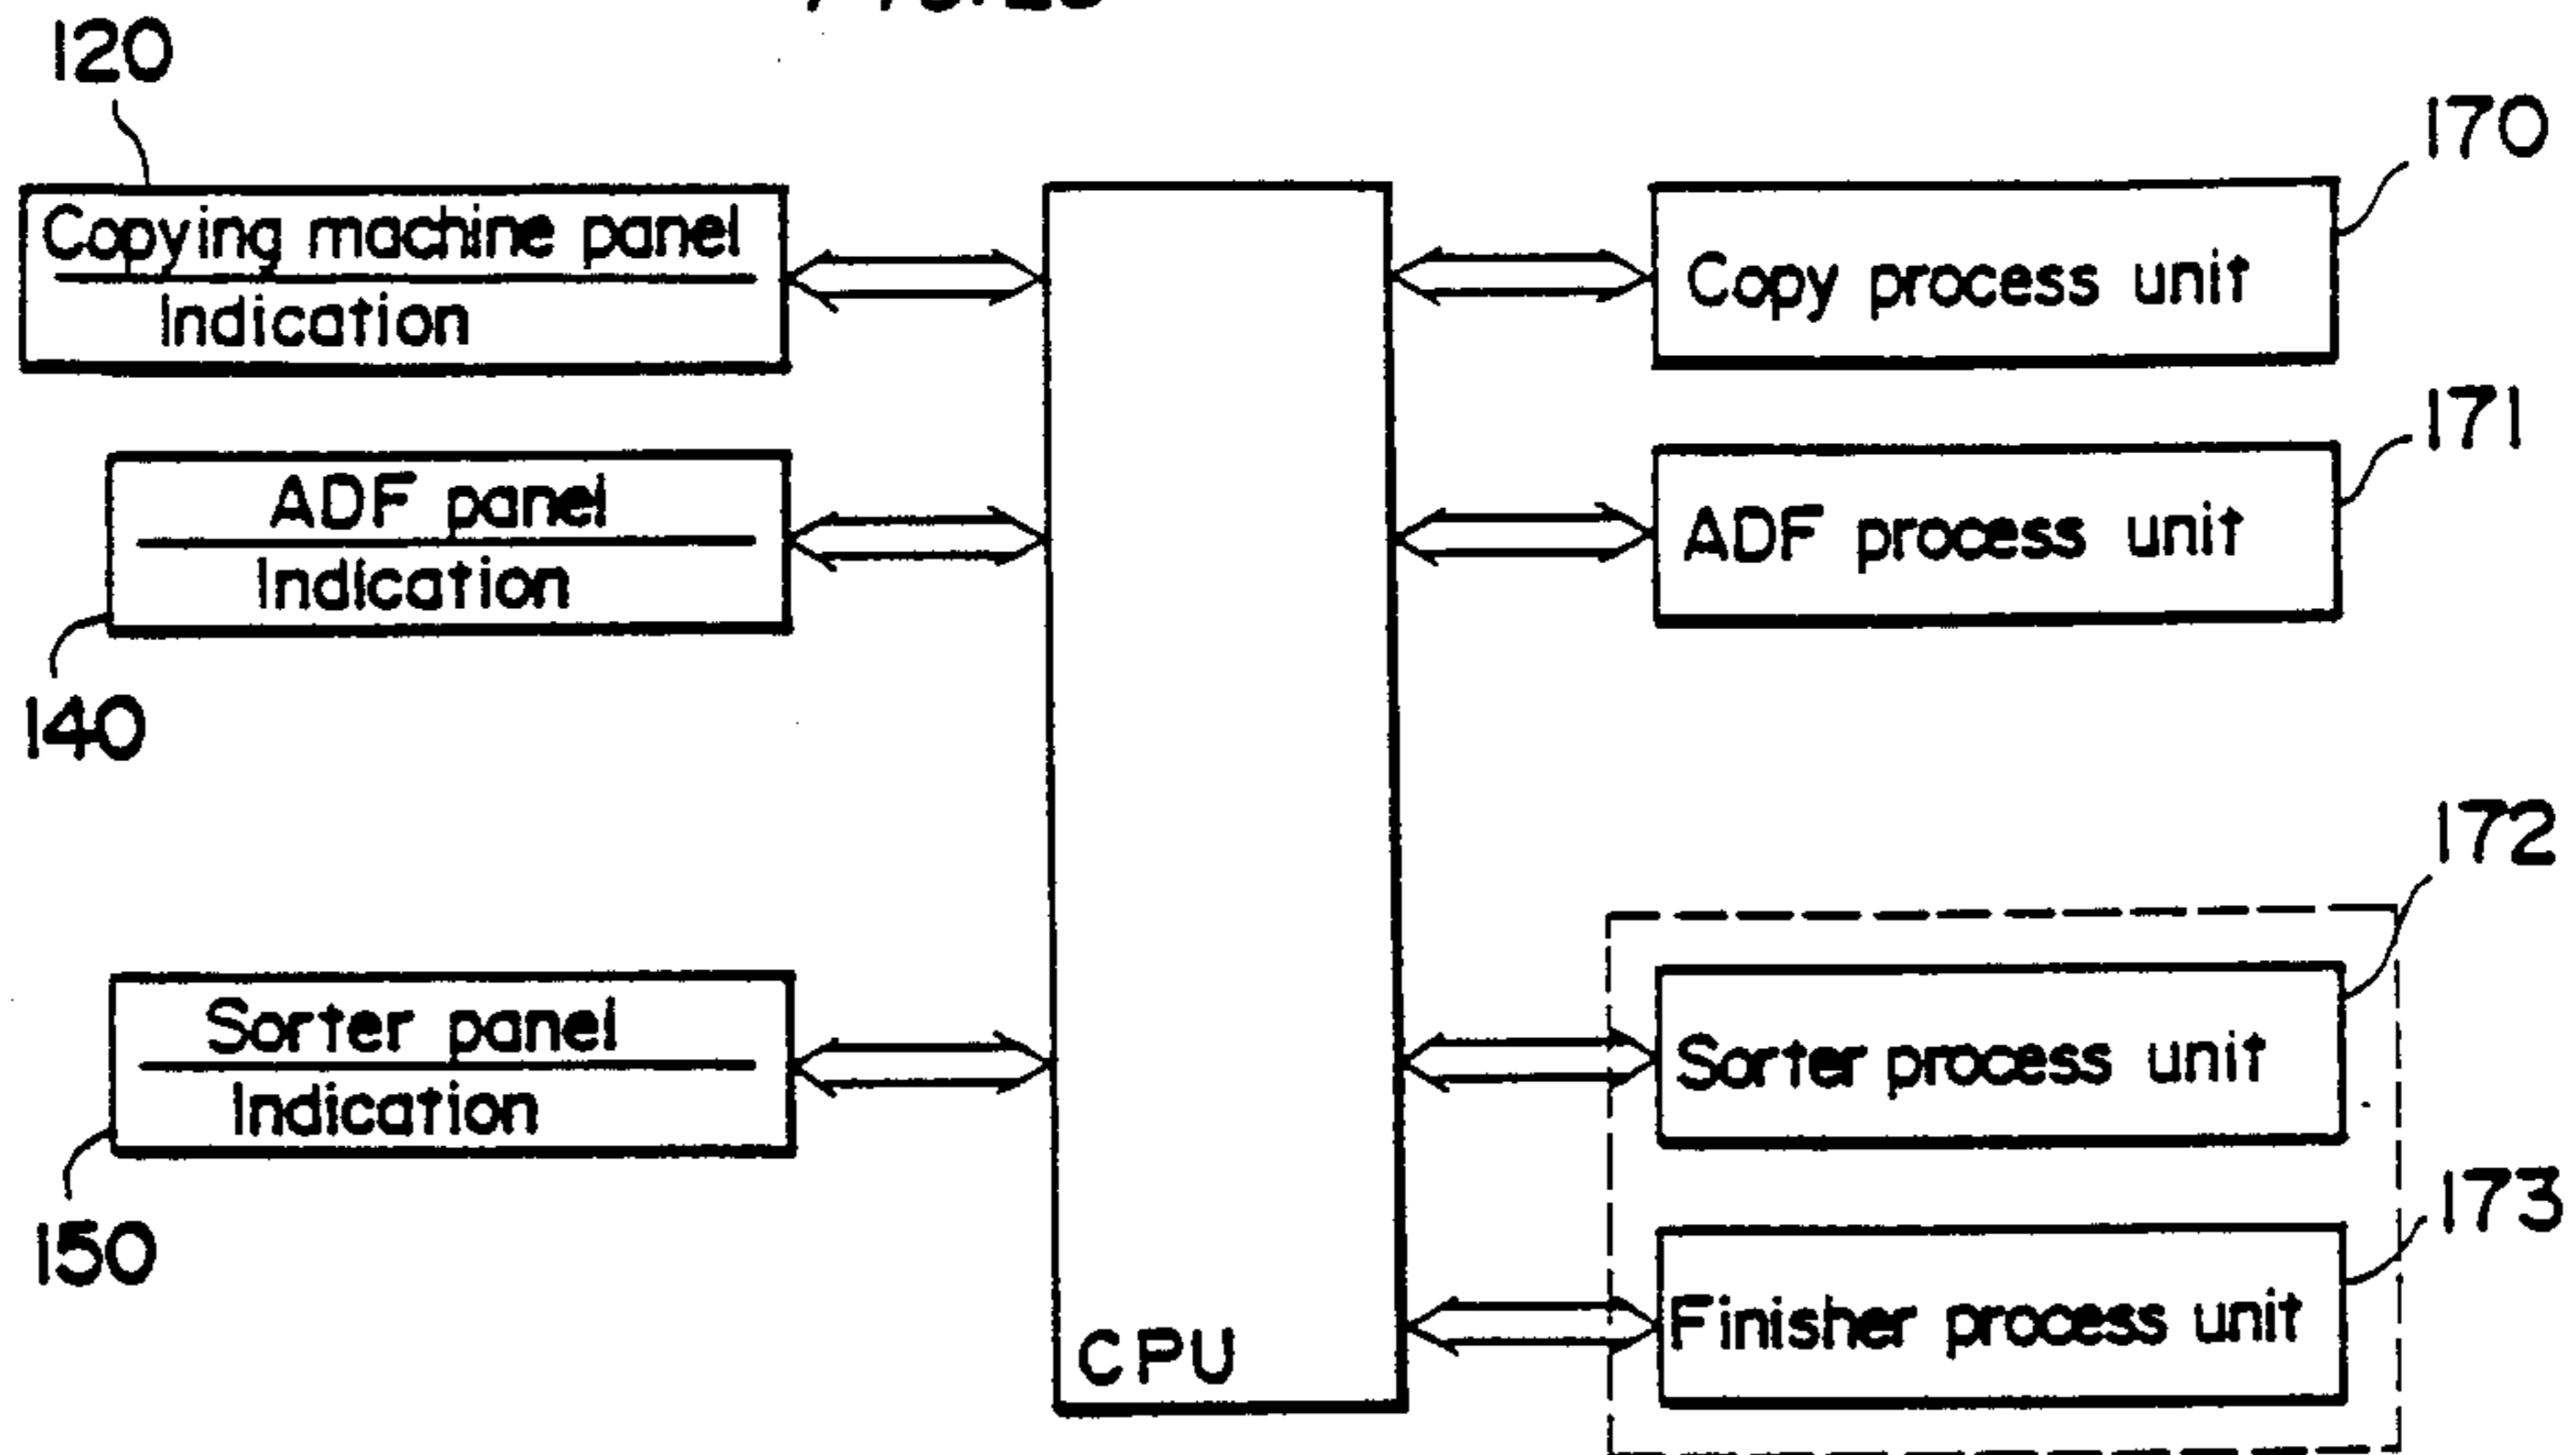 120
170
Copying machine panel
Indication
Copy process unit
171
ADF panel
Indication
ADF process unit
140
172
Sorter panel
Indication
Sorter process unit
150
173
Finisher process unit
CPU